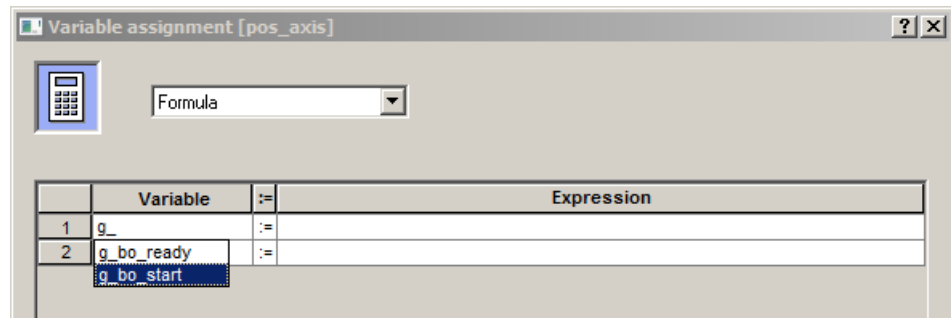 Variable assignment [pos_axis]
Formula
Variable := Expression
1 g_ :=
2 g_bo_ready :=
g_bo_start